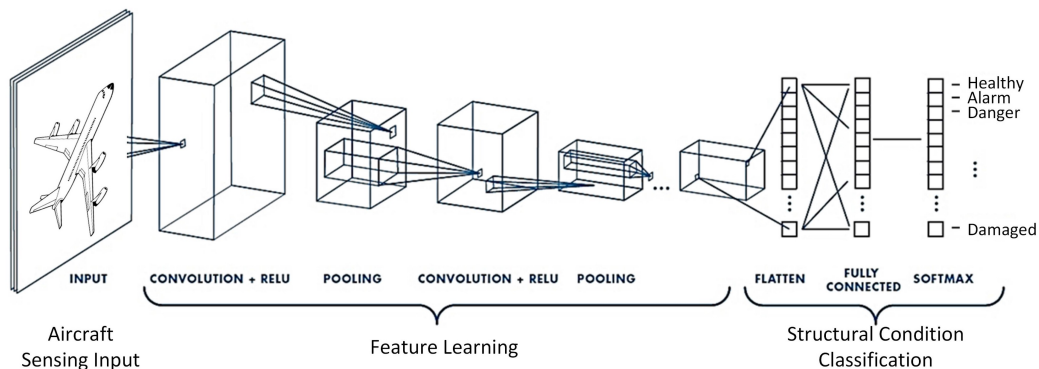 Healthy
Alarm
Danger
Damaged
INPUT
CONVOLUTION + RELU
POOLING
CONVOLUTION + RELU
POOLING
FLATTEN
FULLY
CONNECTED
SOFTMAX
Aircraft
Sensing Input
Feature Learning
Structural Condition
Classification